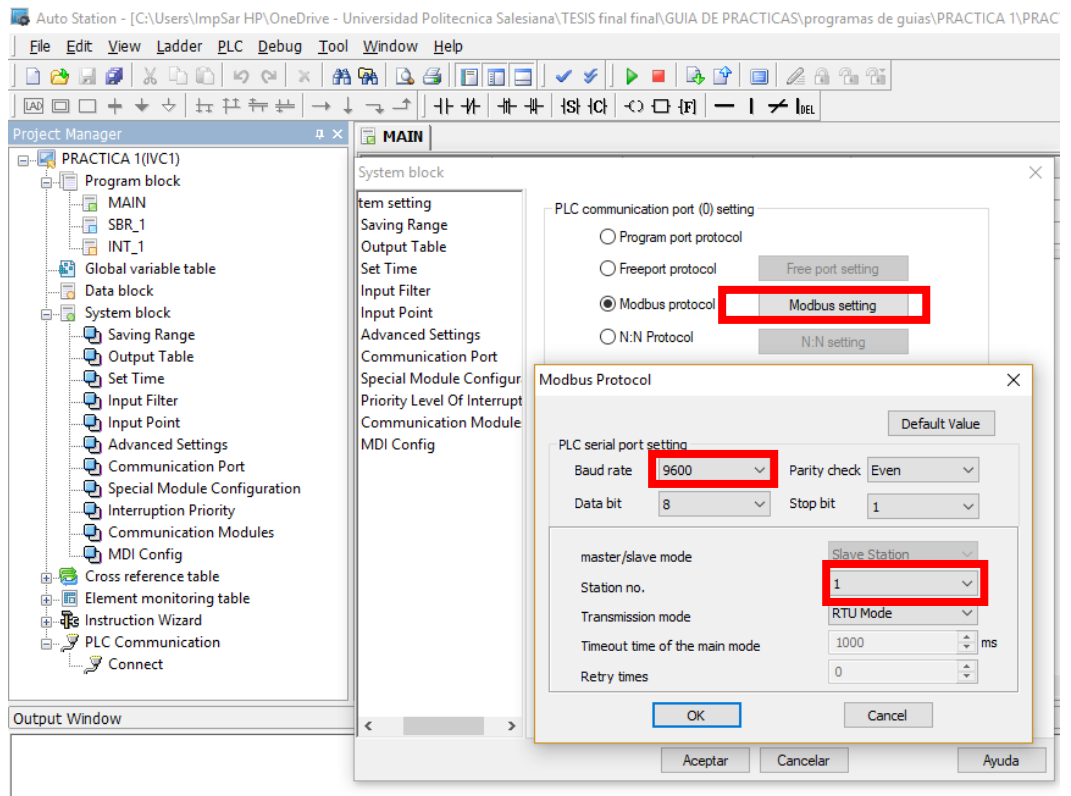 Auto Station - [C:\Users\ImpSar HP\OneDrive - Universidad Politecnica Salesiana\TESIS final final\GUIA DE PRACTICAS\programas de guias\PRACTICA 1\PRAC
File Edit View Ladder PLC Debug Tool Window Help
LAD S C F DEL
Project Manager
PRACTICA 1(IVC1)
Program block
MAIN
SBR_1
INT_1
Global variable table
Data block
System block
Saving Range
Output Table
Set Time
Input Filter
Input Point
Advanced Settings
Communication Port
Special Module Configuration
Interruption Priority
Communication Modules
MDI Config
Cross reference table
Element monitoring table
Instruction Wizard
PLC Communication
Connect
Output Window
MAIN
System block
tem setting
Saving Range
Output Table
Set Time
Input Filter
Input Point
Advanced Settings
Communication Port
Special Module Configur
Priority Level Of Interrupt
Communication Module
MDI Config
PLC communication port (0) setting
Program port protocol
Freeport protocol Free port setting
Modbus protocol Modbus setting
N:N Protocol N:N setting
Modbus Protocol
Default Value
PLC serial port setting
Baud rate 9600 Parity check Even
Data bit 8 Stop bit 1
master/slave mode Slave Station
Station no. 1
Transmission mode RTU Mode
Timeout time of the main mode 1000 ms
Retry times 0
OK Cancel
Aceptar Cancelar Ayuda